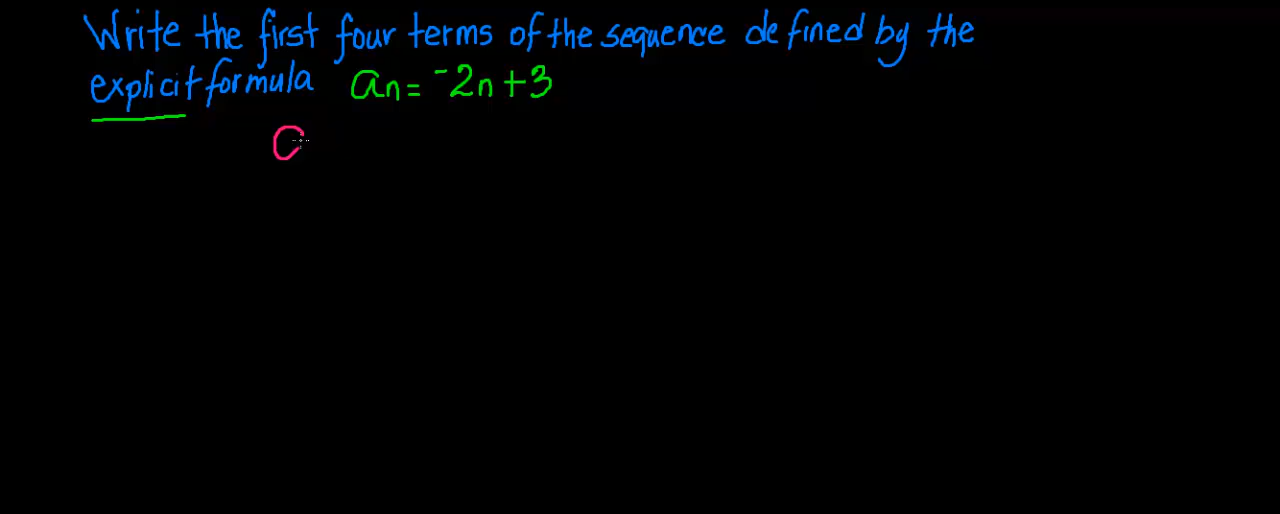 Write the first four terms of the sequence defined by the
explicit formula an = -2n + 3